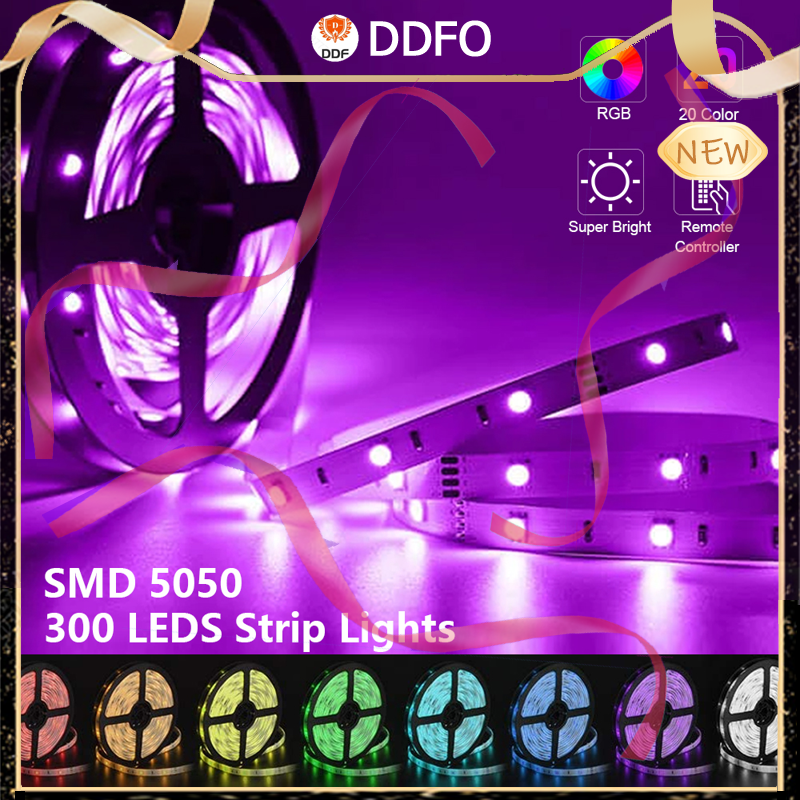 DDF
DDFO
RGB
20 Color
NEW
Super Bright
Remote
Controller
SMD 5050
300 LEDS Strip Lights